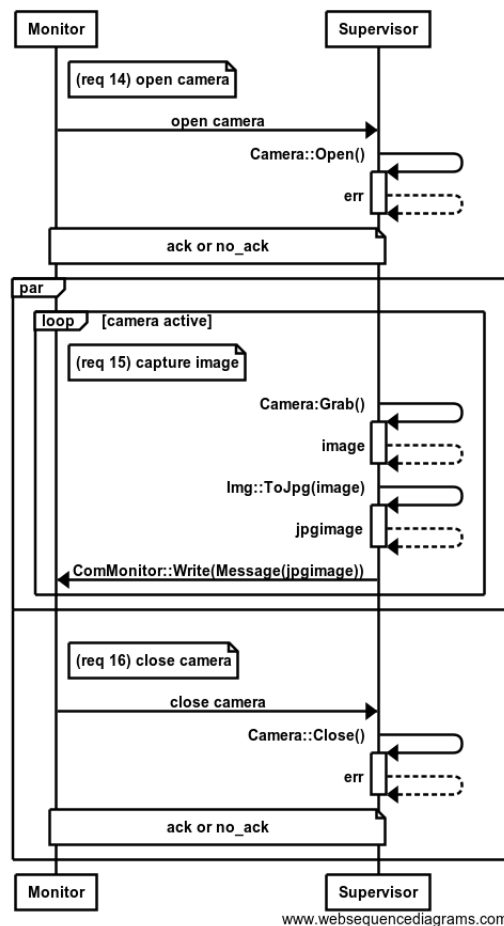 Monitor
Supervisor
(req 14) open camera
open camera
Camera::Open()
err
ack or no_ack
par
loop [camera active]
(req 15) capture image
Camera:Grab()
image
Img::ToJpg(image)
jpgimage
ComMonitor::Write(Message(jpgimage))
(req 16) close camera
close camera
Camera::Close()
err
ack or no_ack
Monitor
Supervisor
www.websequencediagrams.com